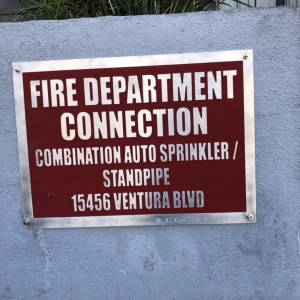 FIRE DEPARTMENT
CONNECTION
COMBINATION AUTO SPRINKLER /
STANDPIPE
15456 VENTURA BLVD